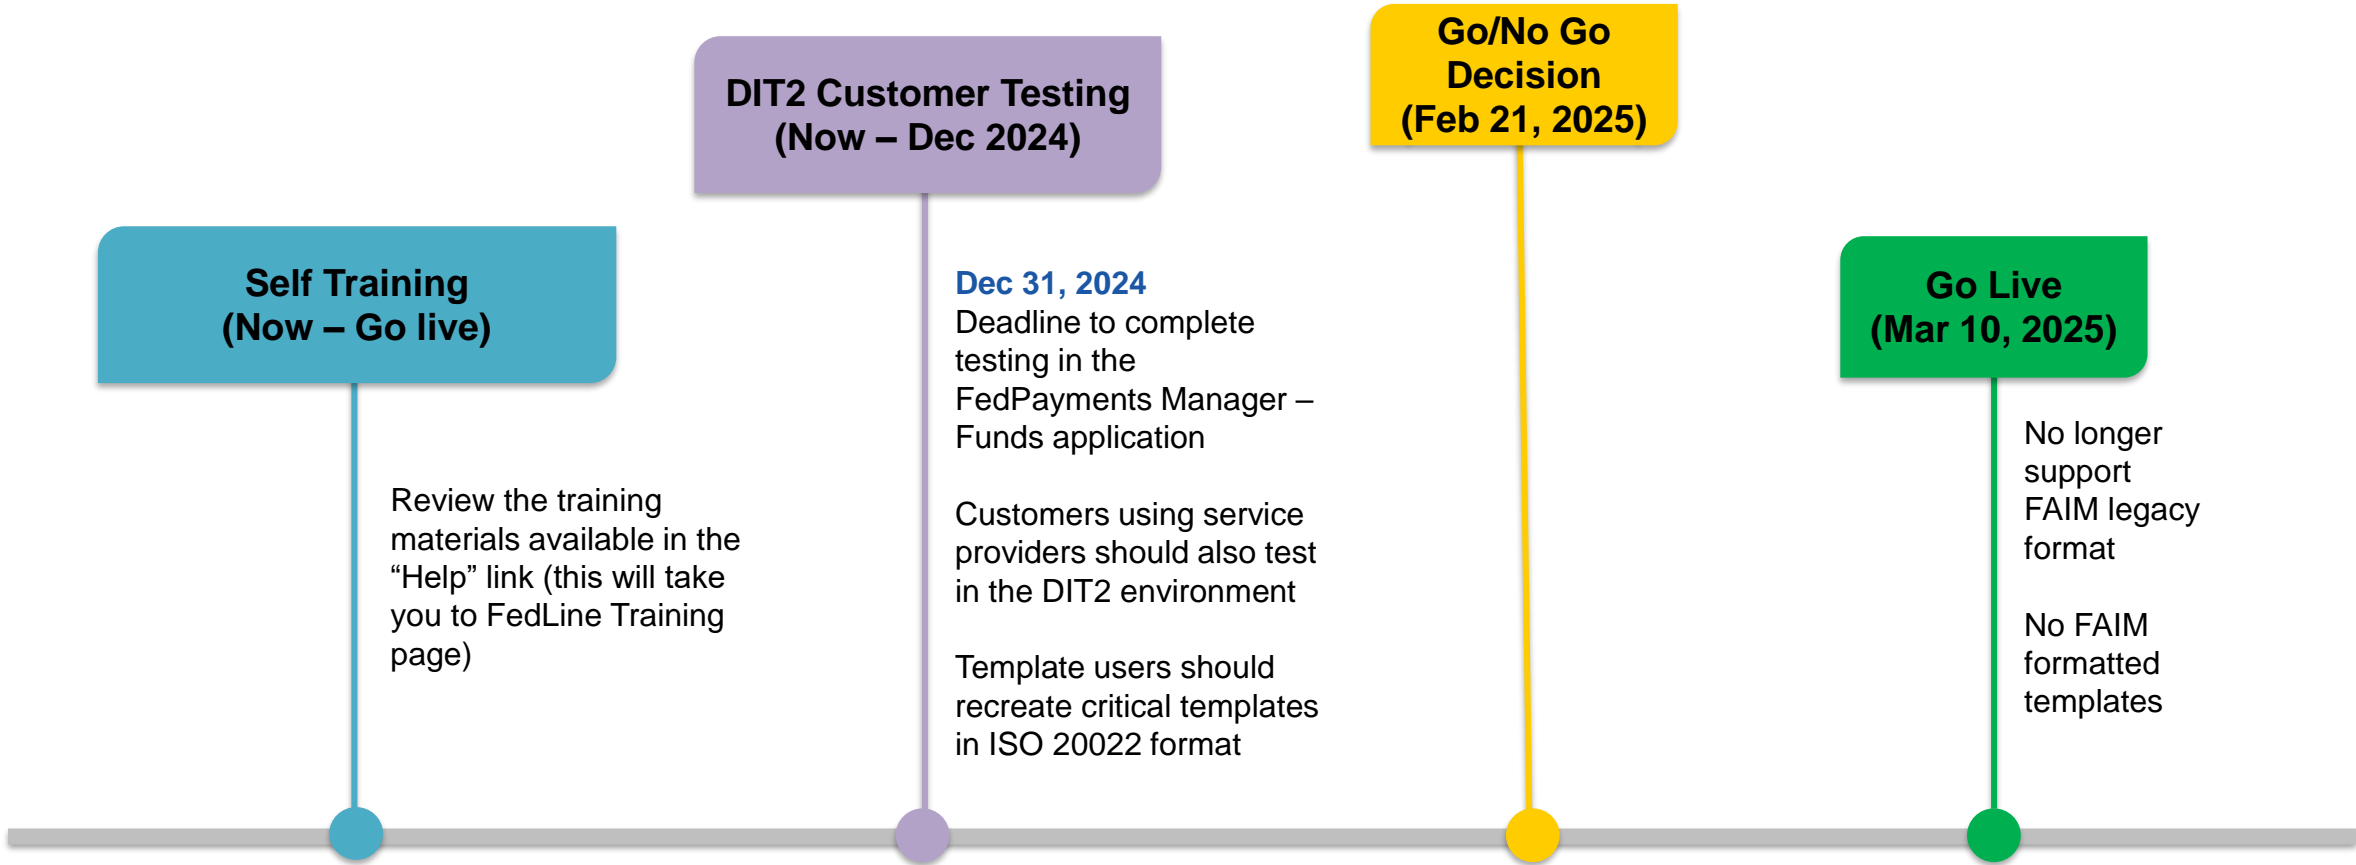 Self Training
(Now – Go live)
Review the training
materials available in the
“Help” link (this will take
you to FedLine Training
page)
DIT2 Customer Testing
(Now – Dec 2024)
Dec 31, 2024
Deadline to complete
testing in the
FedPayments Manager –
Funds application
Customers using service
providers should also test
in the DIT2 environment
Template users should
recreate critical templates
in ISO 20022 format
Go/No Go
Decision
(Feb 21, 2025)
Go Live
(Mar 10, 2025)
No longer
support
FAIM legacy
format
No FAIM
formatted
templates